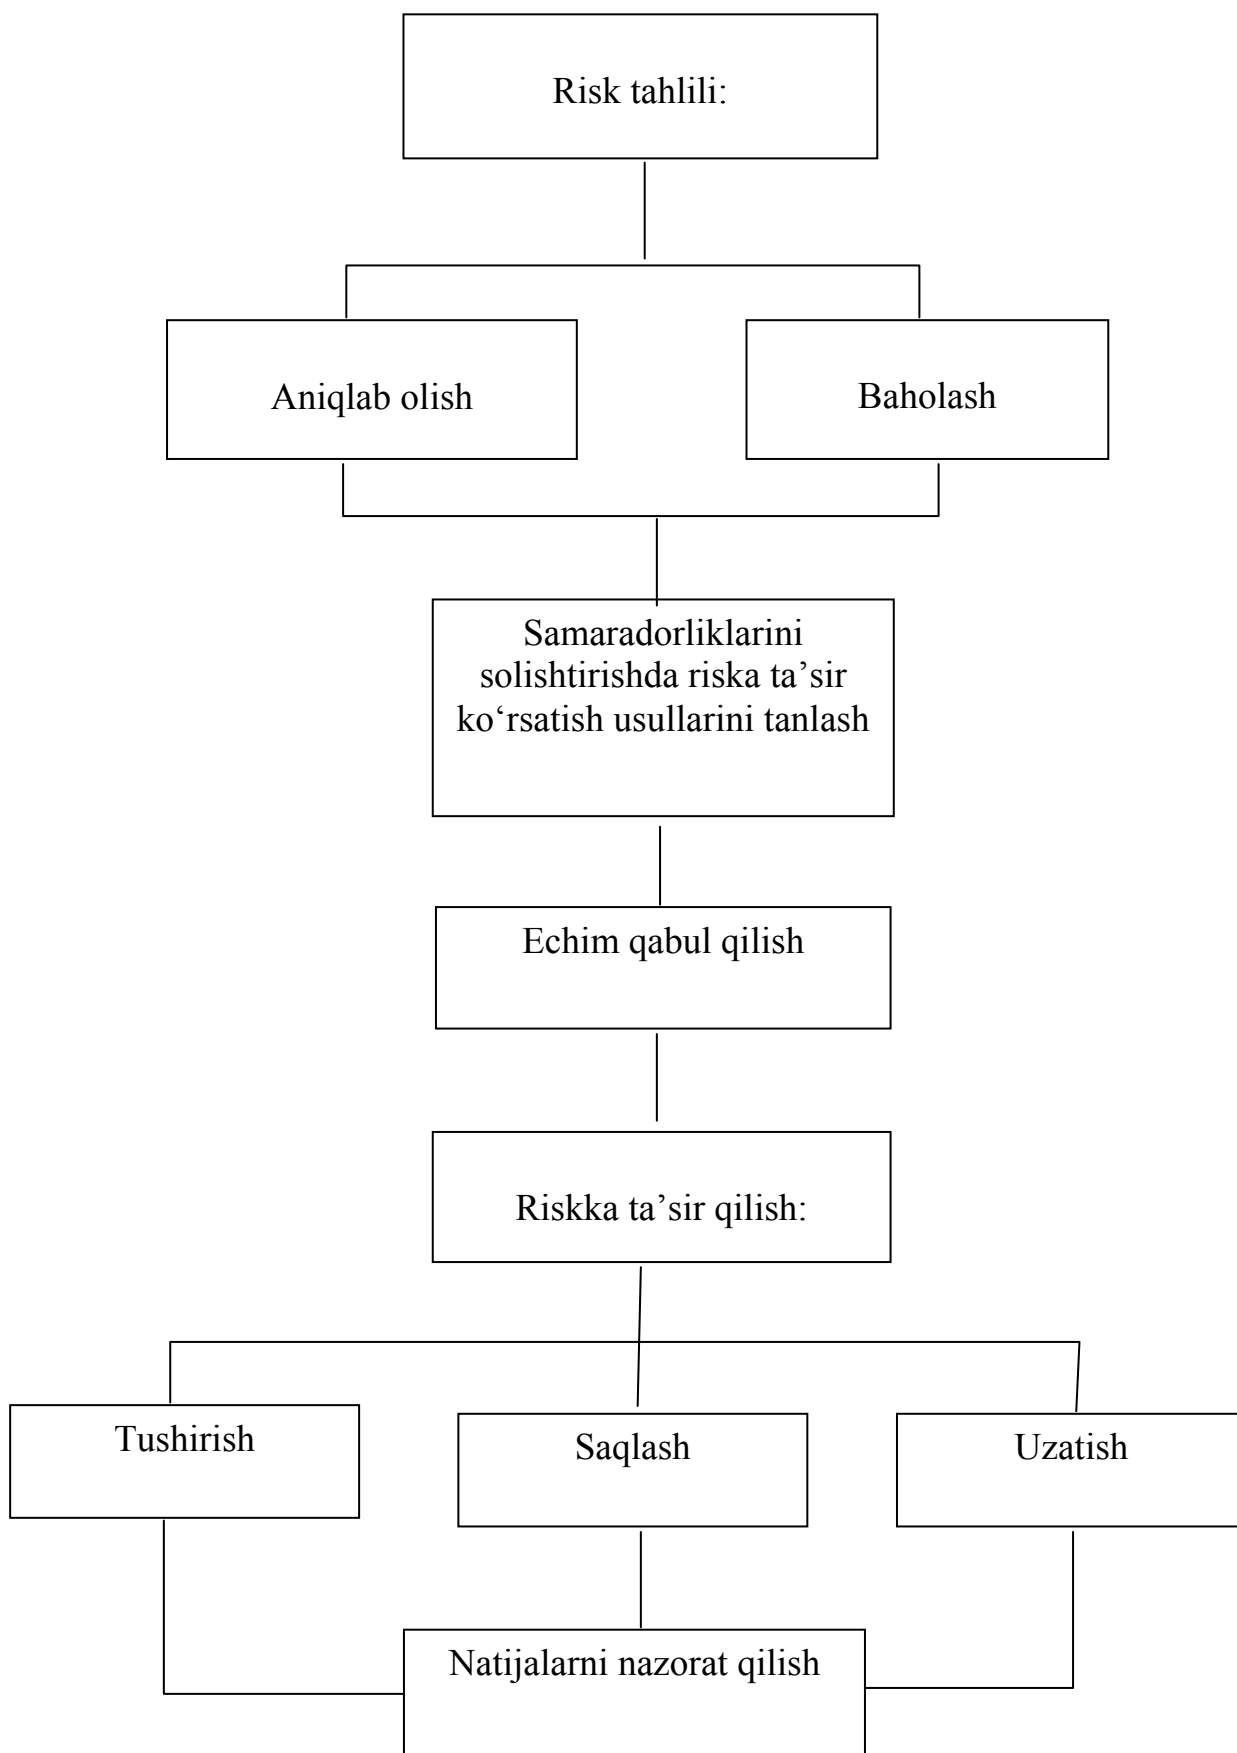 Risk tahlili:
Aniqlab olish
Baholash
Samaradorliklarini
solishtirishda riska ta’sir
ko‘rsatish usullarini tanlash
Echim qabul qilish
Riskka ta’sir qilish:
Tushirish
Saqlash
Uzatish
Natijalarni nazorat qilish